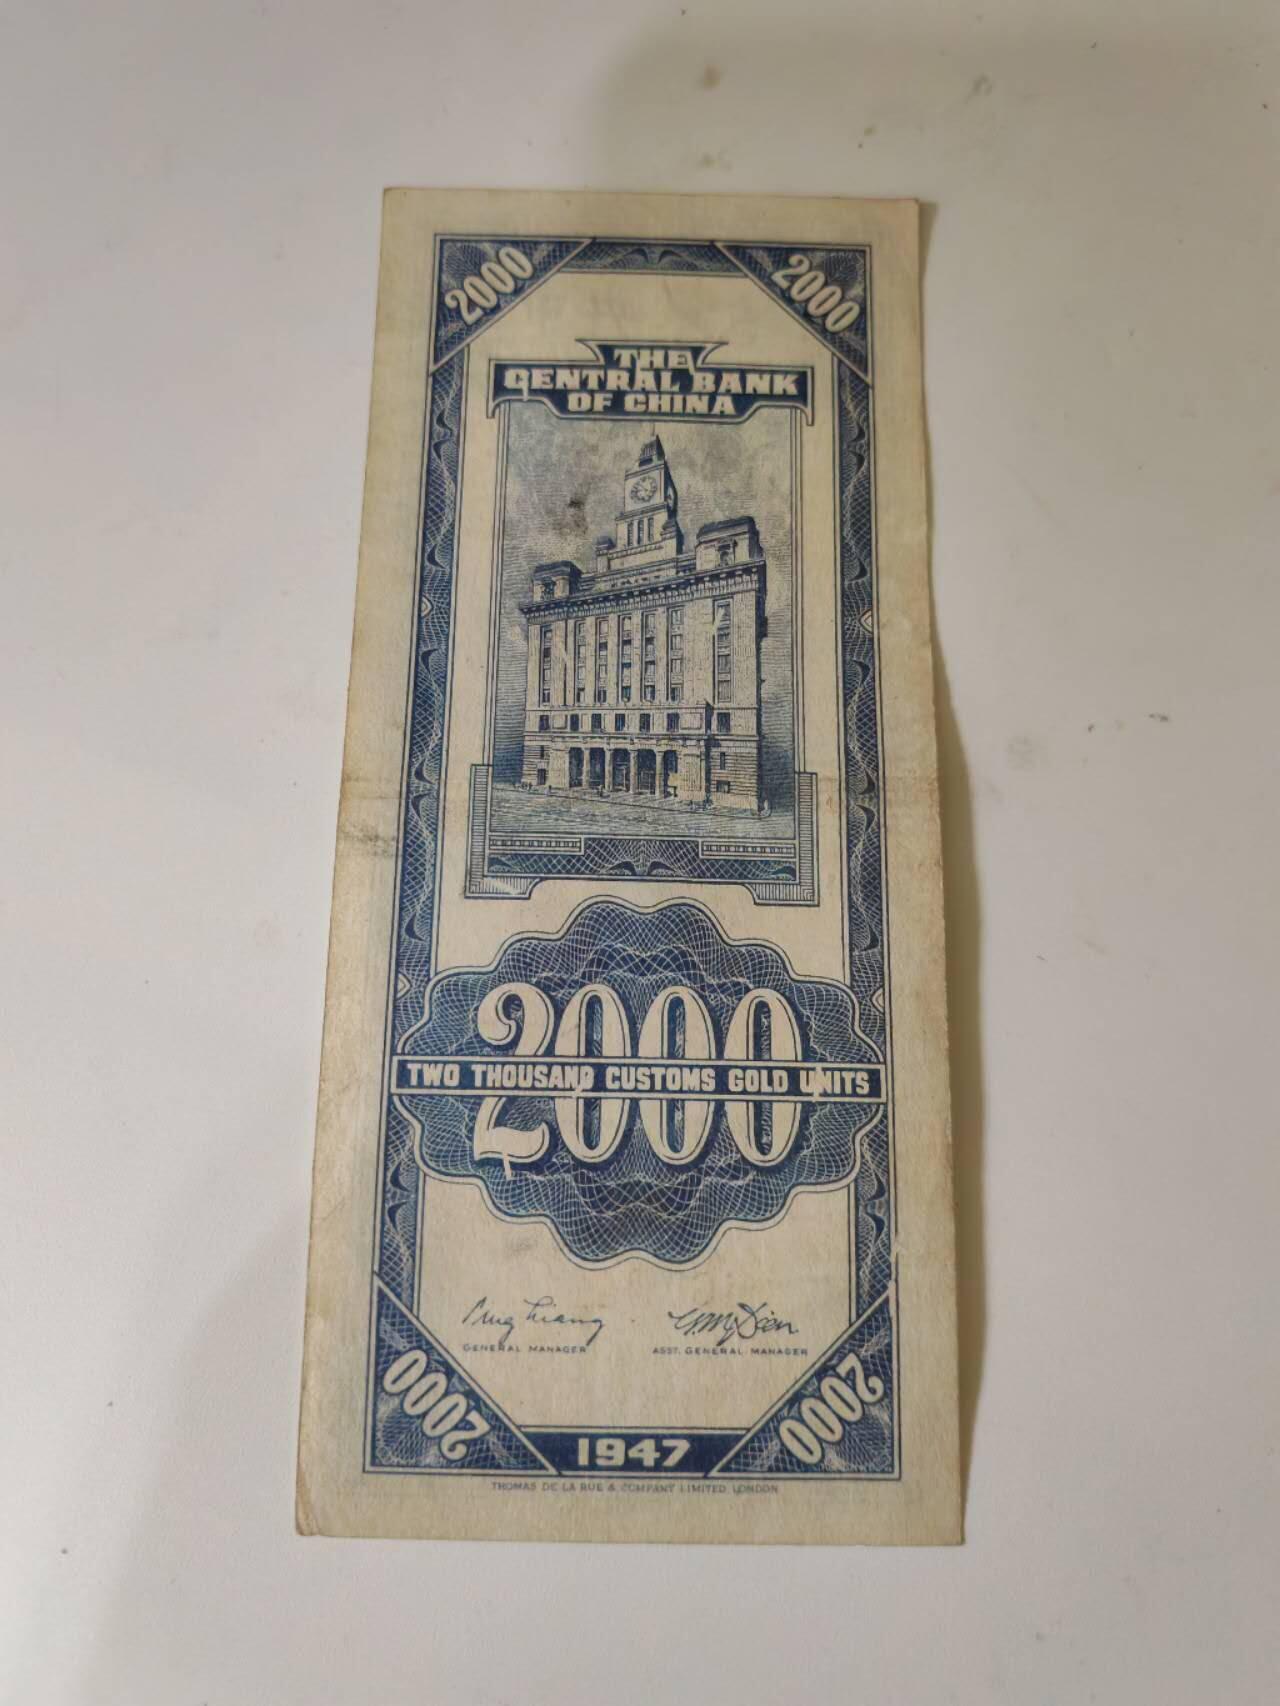 2000 2000
THE
CENTRAL BANK
OF CHINA
2000
TWO THOUSAND CUSTOMS GOLD UNITS
GENERAL MANAGER ASST. GENERAL MANAGER
2000 2000
1947
THOMAS DE LA RUE & COMPANY LIMITED, LONDON